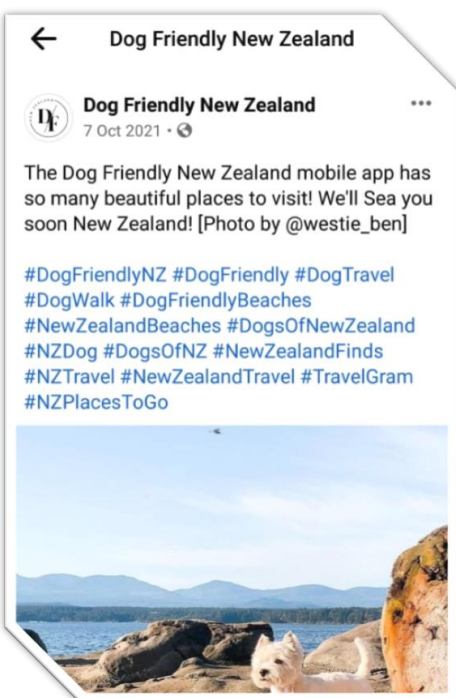 Dog Friendly New Zealand
DF
Dog Friendly New Zealand
7 Oct 2021 •
The Dog Friendly New Zealand mobile app has
so many beautiful places to visit! We'll Sea you
soon New Zealand! [Photo by @westie_ben]
#DogFriendlyNZ #DogFriendly #DogTravel
#DogWalk #DogFriendlyBeaches
#NewZealandBeaches #DogsOfNewZealand
#NZDog #DogsOfNZ #NewZealandFinds
#NZTravel #NewZealandTravel #TravelGram
#NZPlacesToGo